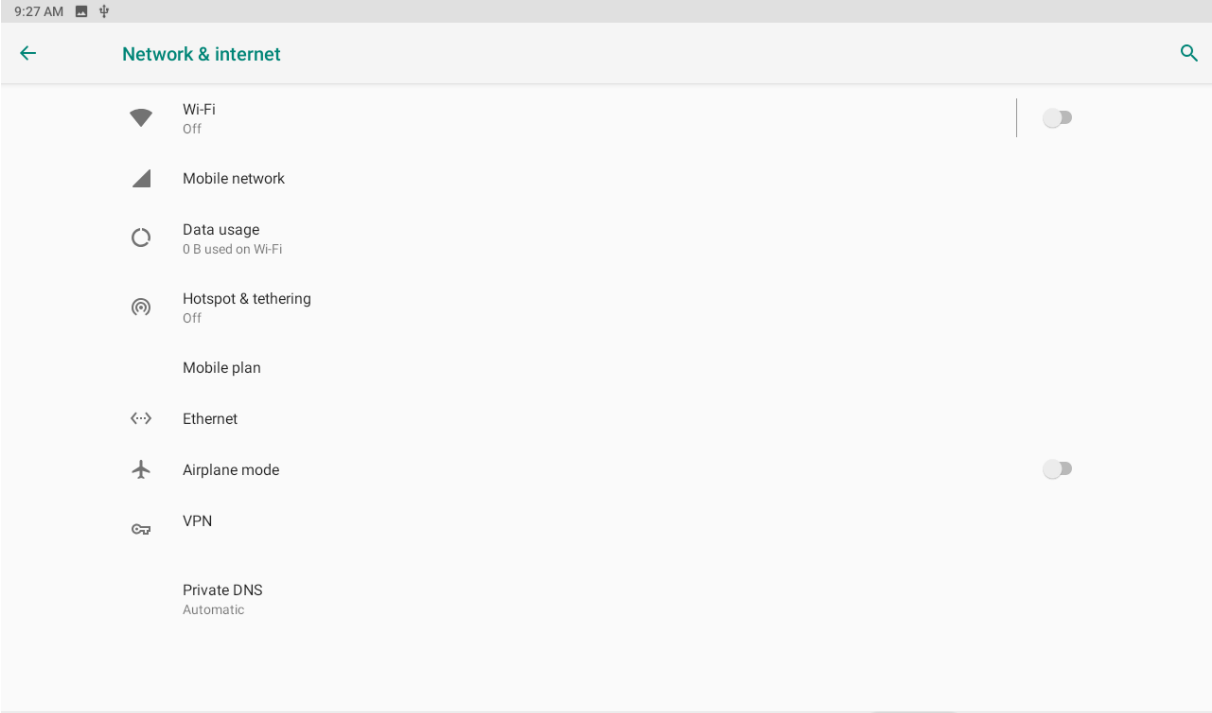 9:27 AM
Network & internet
Wi-Fi
Off
Mobile network
Data usage
0 B used on Wi-Fi
Hotspot & tethering
Off
Mobile plan
Ethernet
Airplane mode
VPN
Private DNS
Automatic